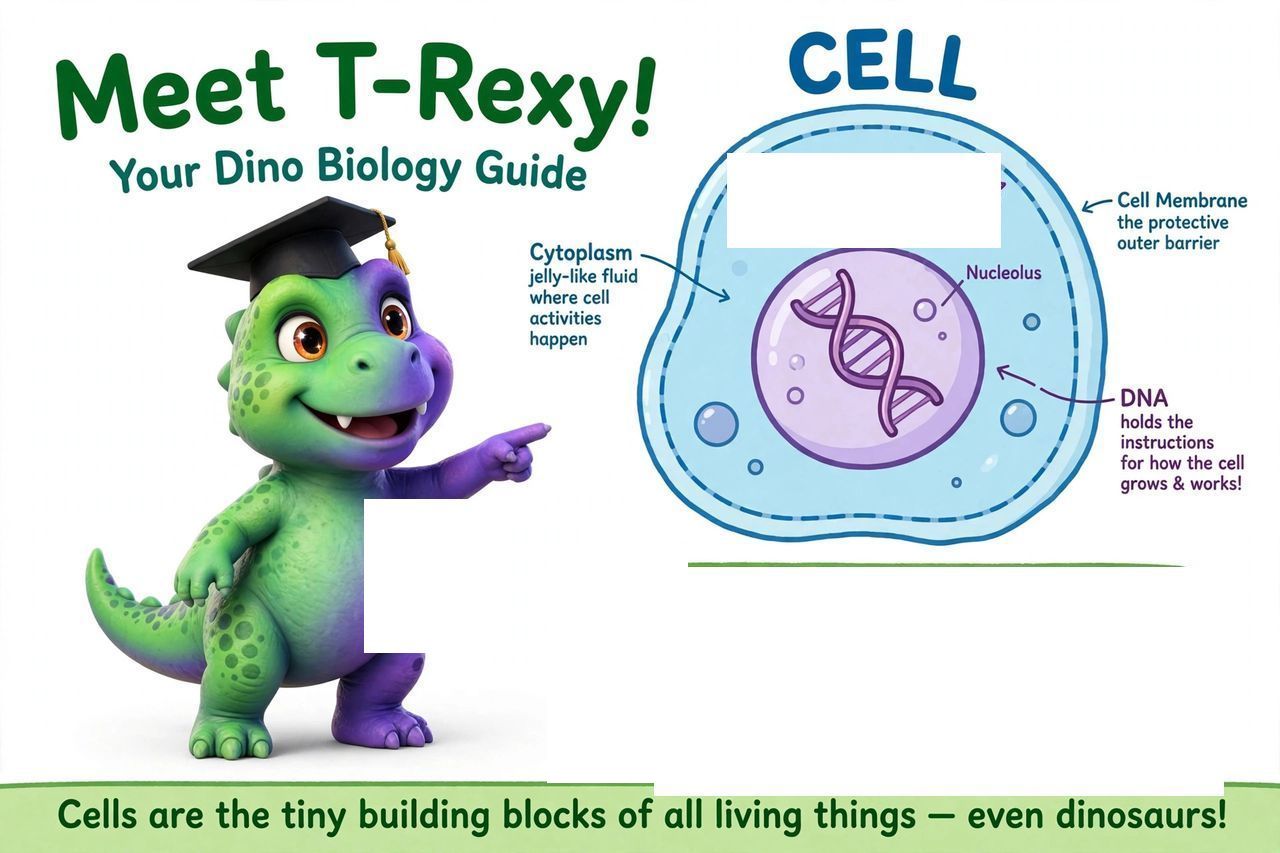 Meet T-Rexy!
Your Dino Biology Guide
CELL
Cytoplasm
jelly-like fluid
where cell
activities
happen
Cell Membrane
the protective
outer barrier
Nucleolus
DNA
holds the
instructions
for how the cell
grows & works!
Cells are the tiny building blocks of all living things — even dinosaurs!